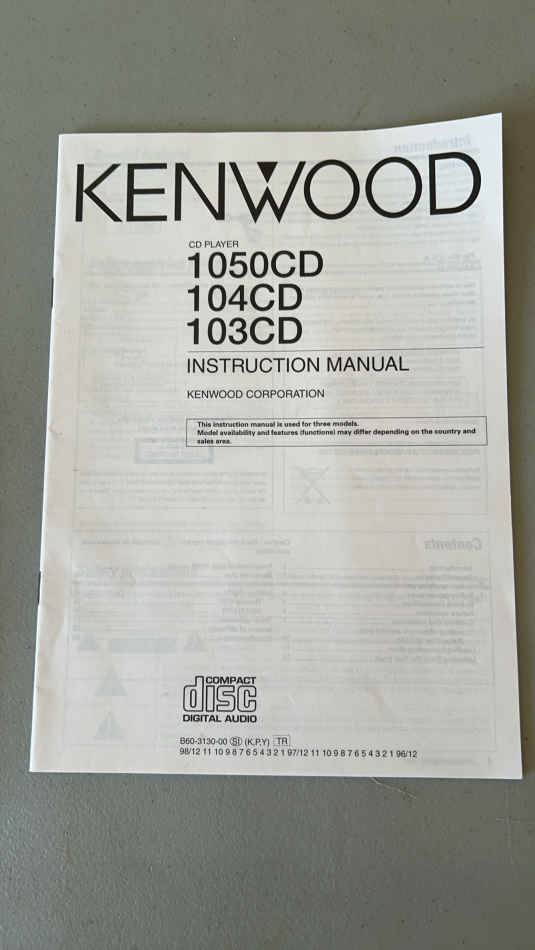 KENWOOD
CD PLAYER
1050CD
104CD
103CD
INSTRUCTION MANUAL
KENWOOD CORPORATION
This instruction manual is used for three models.
Model availability and features (functions) may differ depending on the country and
sales area.
COMPACT
disc
DIGITAL AUDIO
B60-3130-00 SI (K,P,Y) TR
98/12 11 10 9 8 7 6 5 4 3 2 1 97/12 11 10 9 8 7 6 5 4 3 2 1 96/12